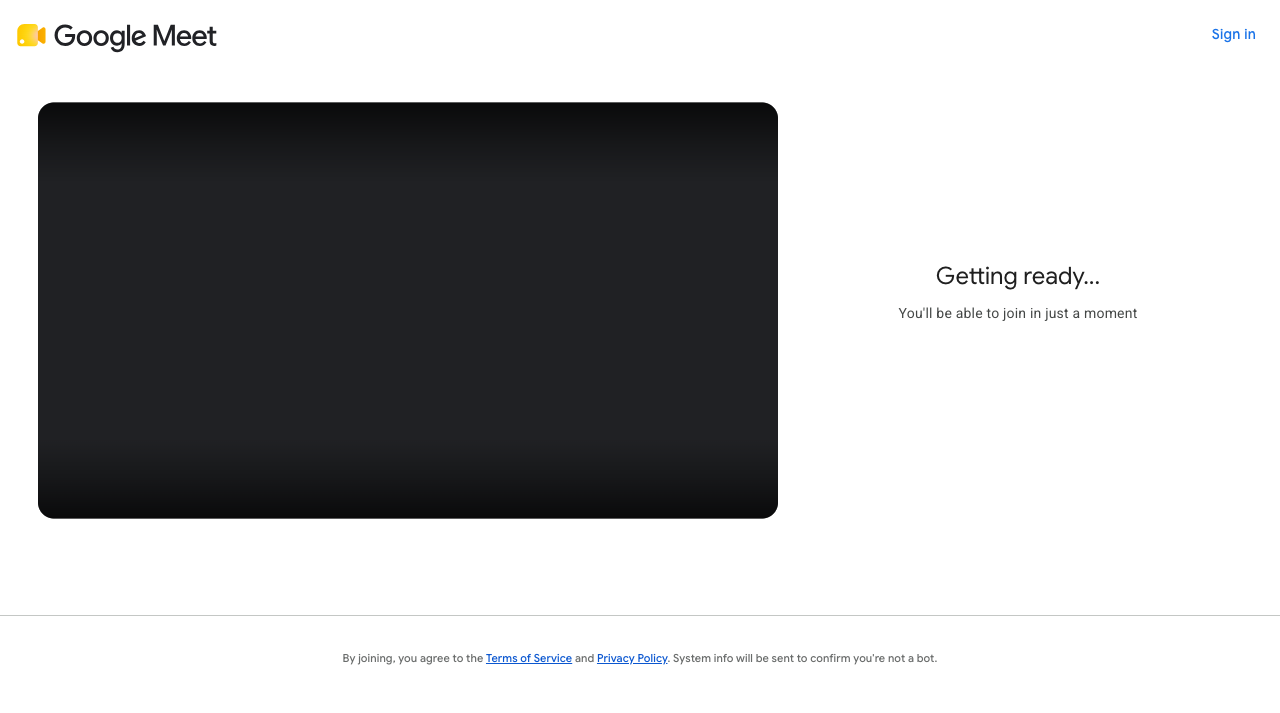 Google Meet
Sign in
Getting ready...
You'll be able to join in just a moment
By joining, you agree to the Terms of Service and Privacy Policy. System info will be sent to confirm you're not a bot.